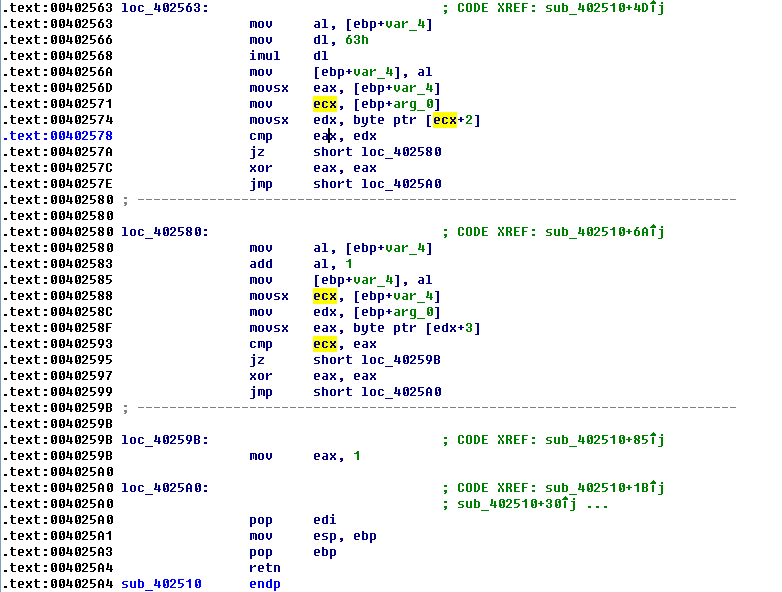 .text:00402563 loc_402563: ; CODE XREF: sub_402510+4D↑j
.text:00402563 mov al, [ebp+var_4]
.text:00402566 mov dl, 63h
.text:00402568 imul dl
.text:0040256A mov [ebp+var_4], al
.text:0040256D movsx eax, [ebp+var_4]
.text:00402571 mov ecx, [ebp+arg_0]
.text:00402574 movsx edx, byte ptr [ecx+2]
.text:00402578 cmp eax, edx
.text:0040257A jz short loc_402580
.text:0040257C xor eax, eax
.text:0040257E jmp short loc_4025A0
.text:00402580 ; ---------------------------------------------------------------------------
.text:00402580
.text:00402580 loc_402580: ; CODE XREF: sub_402510+6A↑j
.text:00402580 mov al, [ebp+var_4]
.text:00402583 add al, 1
.text:00402585 mov [ebp+var_4], al
.text:00402588 movsx ecx, [ebp+var_4]
.text:0040258C mov edx, [ebp+arg_0]
.text:0040258F movsx eax, byte ptr [edx+3]
.text:00402593 cmp ecx, eax
.text:00402595 jz short loc_40259B
.text:00402597 xor eax, eax
.text:00402599 jmp short loc_4025A0
.text:0040259B ; ---------------------------------------------------------------------------
.text:0040259B
.text:0040259B loc_40259B: ; CODE XREF: sub_402510+85↑j
.text:0040259B mov eax, 1
.text:004025A0
.text:004025A0 loc_4025A0: ; CODE XREF: sub_402510+1B↑j
.text:004025A0 ; sub_402510+30↑j ...
.text:004025A0 pop edi
.text:004025A1 mov esp, ebp
.text:004025A3 pop ebp
.text:004025A4 retn
.text:004025A4 sub_402510 endp